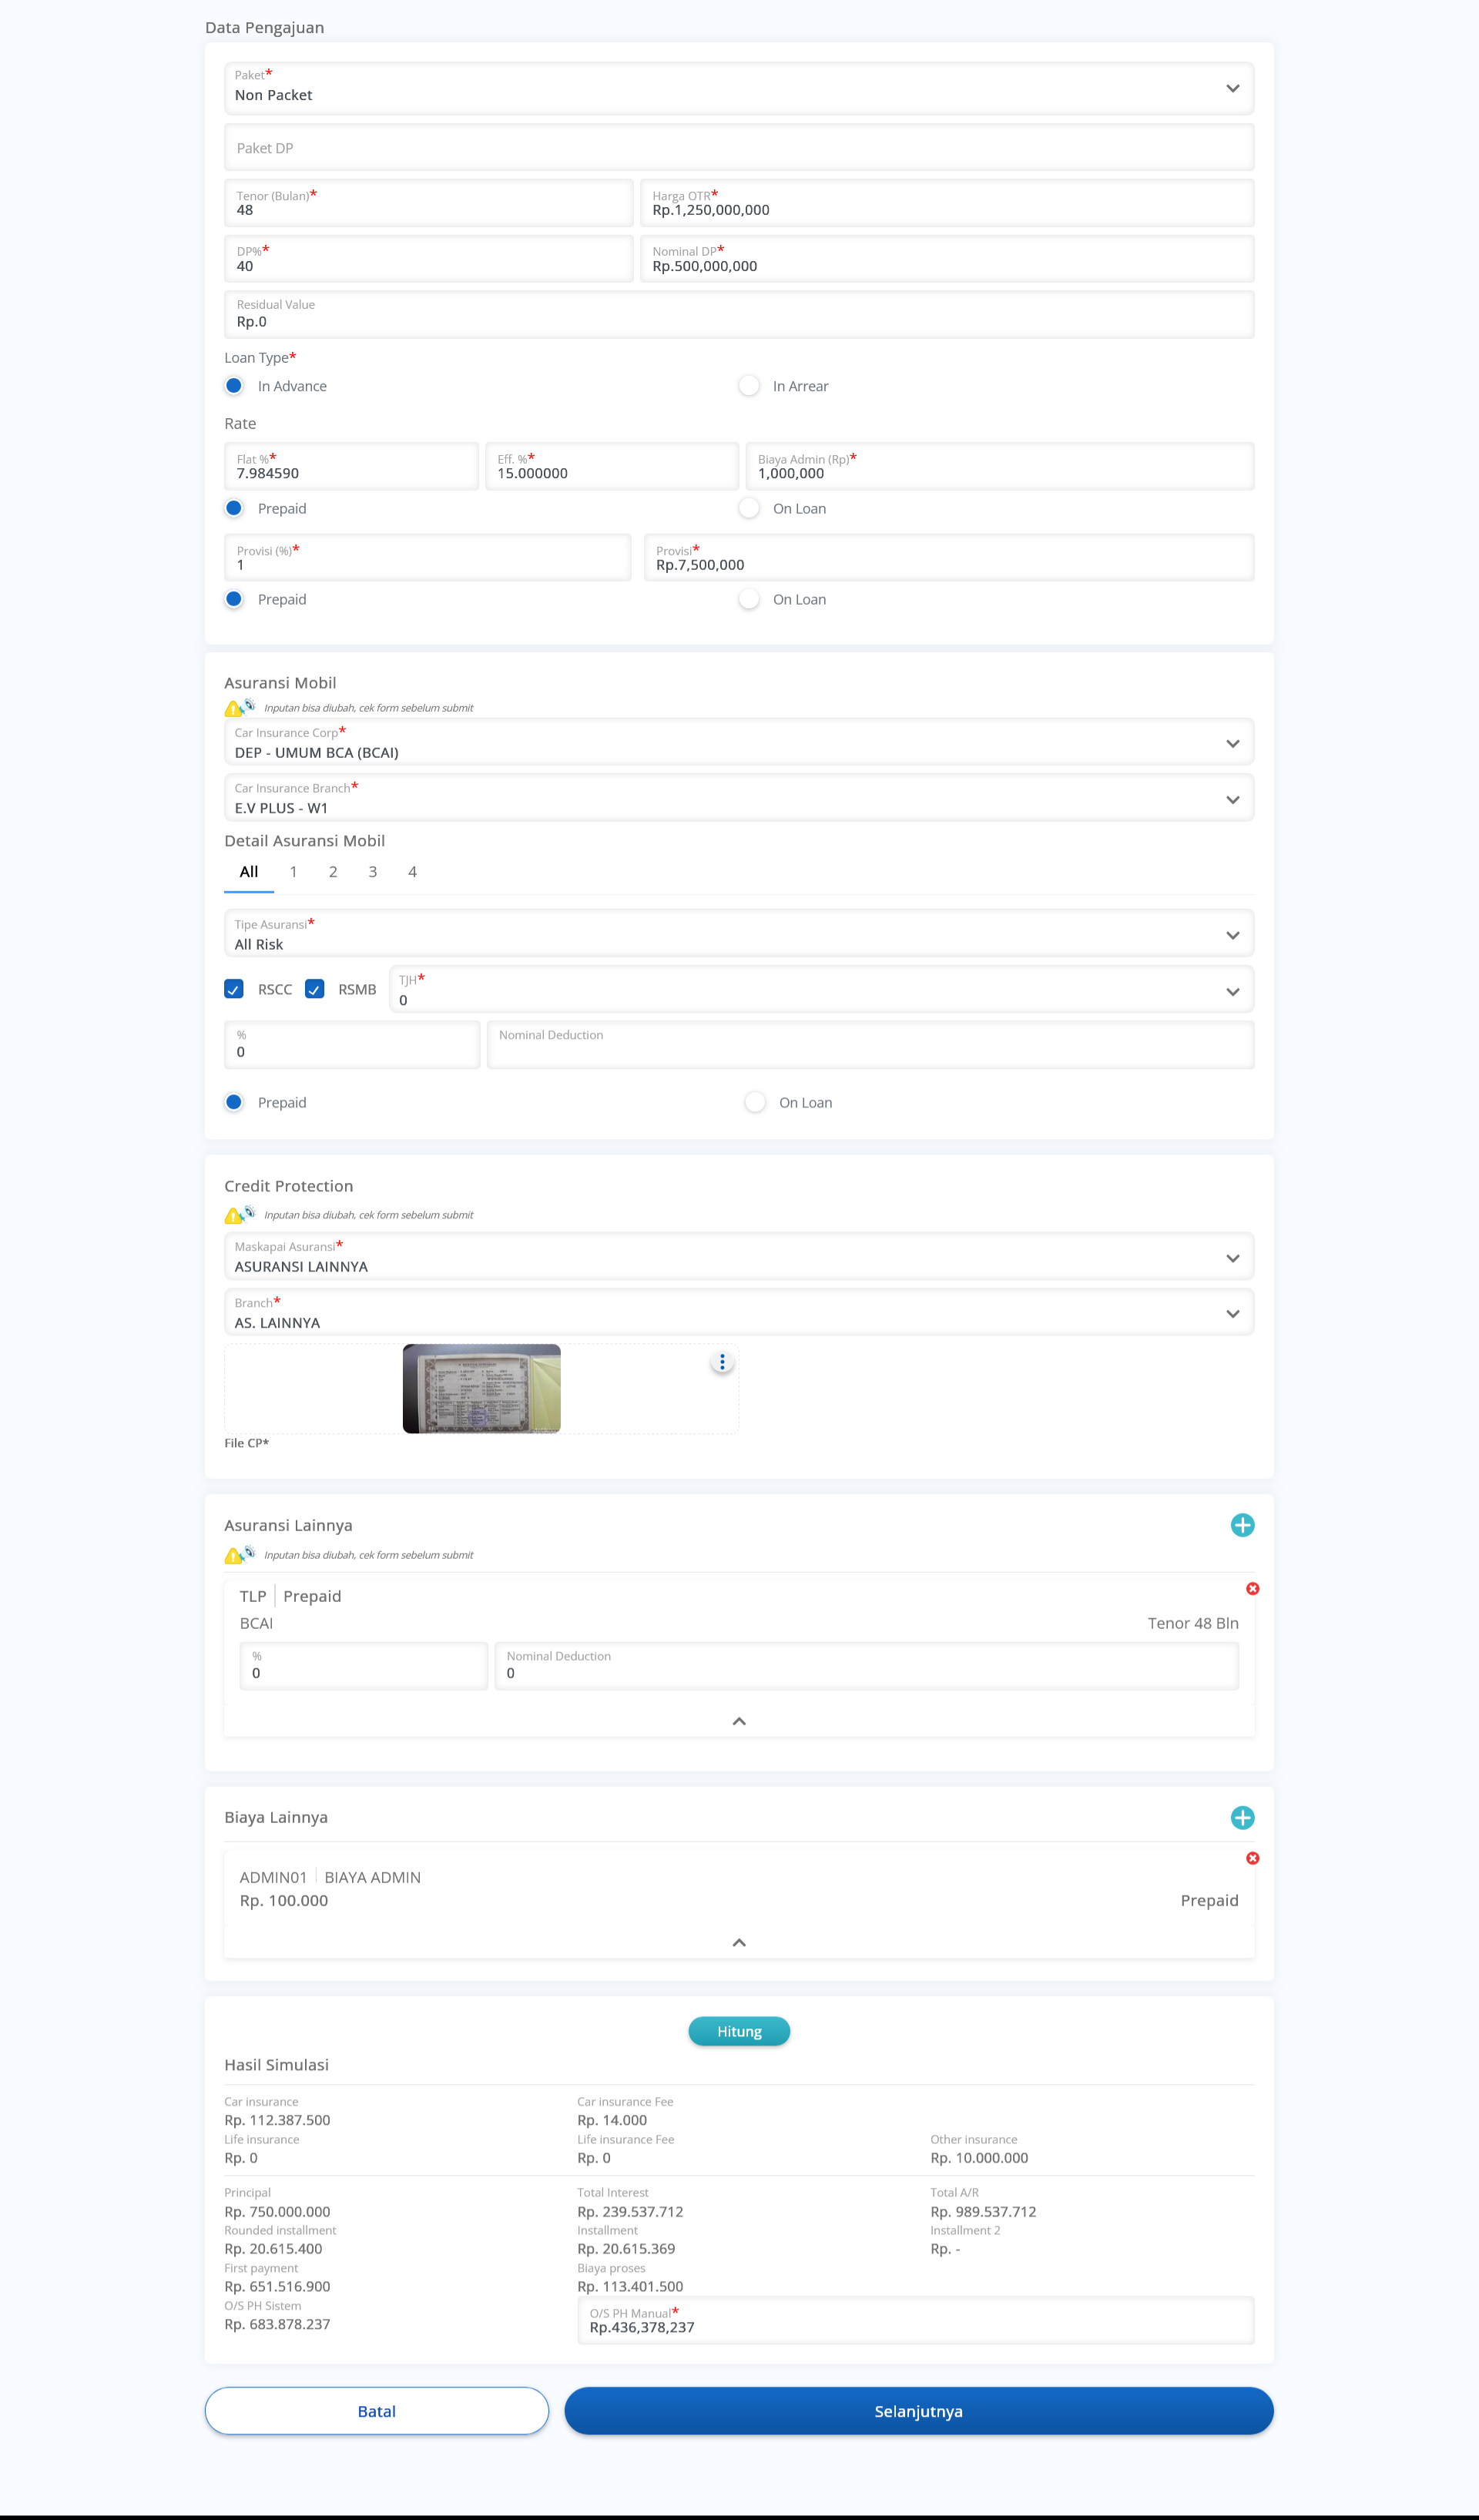 Data Pengajuan
Paket*
Non Packet
Paket DP
Tenor (Bulan)* Harga OTR*
48 Rp.1,250,000,000
DP%* Nominal DP*
40 Rp.500,000,000
Residual Value
Rp.0
Loan Type*
In Advance In Arrear
Rate
Flat %* Eff. %* Biaya Admin (Rp)*
7.984590 15.000000 1,000,000
Prepaid On Loan
Provisi (%)* Provisi*
1 Rp.7,500,000
Prepaid On Loan
Asuransi Mobil
Inputan bisa diubah, cek form sebelum submit
Car Insurance Corp*
DEP - UMUM BCA (BCAI)
Car Insurance Branch*
E.V PLUS - W1
Detail Asuransi Mobil
All 1 2 3 4
Tipe Asuransi*
All Risk
RSCC RSMB TJH*
0
% Nominal Deduction
0
Prepaid On Loan
Credit Protection
Inputan bisa diubah, cek form sebelum submit
Maskapai Asuransi*
ASURANSI LAINNYA
Branch*
AS. LAINNYA
File CP*
Asuransi Lainnya
Inputan bisa diubah, cek form sebelum submit
TLP Prepaid
BCAI Tenor 48 Bln
% Nominal Deduction
0 0
Biaya Lainnya
ADMIN01 BIAYA ADMIN
Rp. 100.000 Prepaid
Hitung
Hasil Simulasi
Car insurance Car insurance Fee
Rp. 112.387.500 Rp. 14.000
Life insurance Life insurance Fee Other insurance
Rp. 0 Rp. 0 Rp. 10.000.000
Principal Total Interest Total A/R
Rp. 750.000.000 Rp. 239.537.712 Rp. 989.537.712
Rounded installment Installment Installment 2
Rp. 20.615.400 Rp. 20.615.369 Rp. -
First payment Biaya proses
Rp. 651.516.900 Rp. 113.401.500
O/S PH Sistem O/S PH Manual*
Rp. 683.878.237 Rp.436,378,237
Batal Selanjutnya